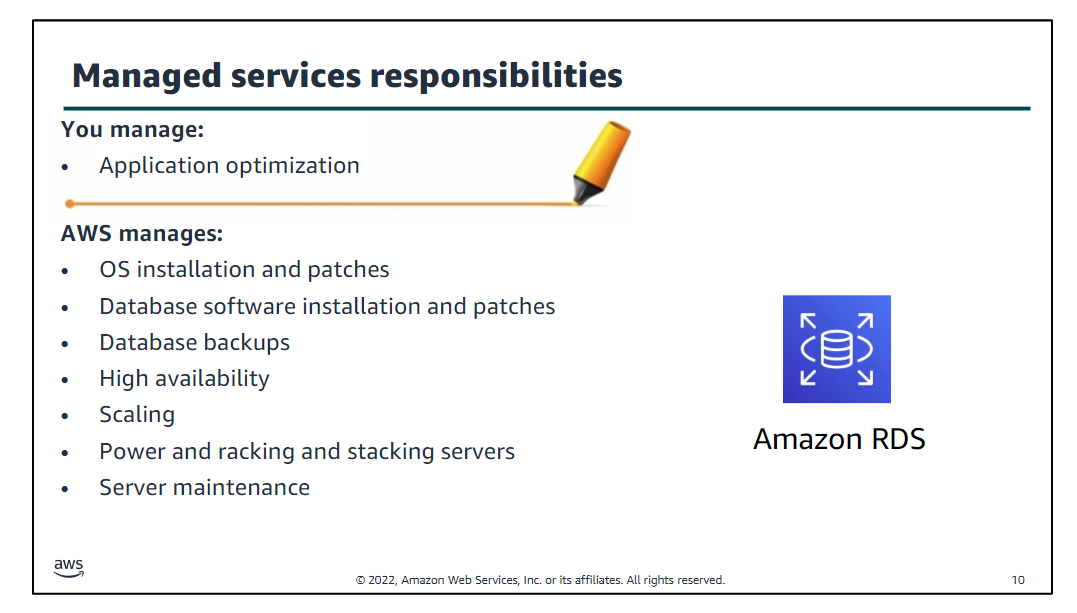 Managed services responsibilities
You manage:
• Application optimization
AWS manages:
• OS installation and patches
• Database software installation and patches
• Database backups
• High availability
• Scaling
• Power and racking and stacking servers
• Server maintenance
Amazon RDS
aws
© 2022, Amazon Web Services, Inc. or its affiliates. All rights reserved.
10